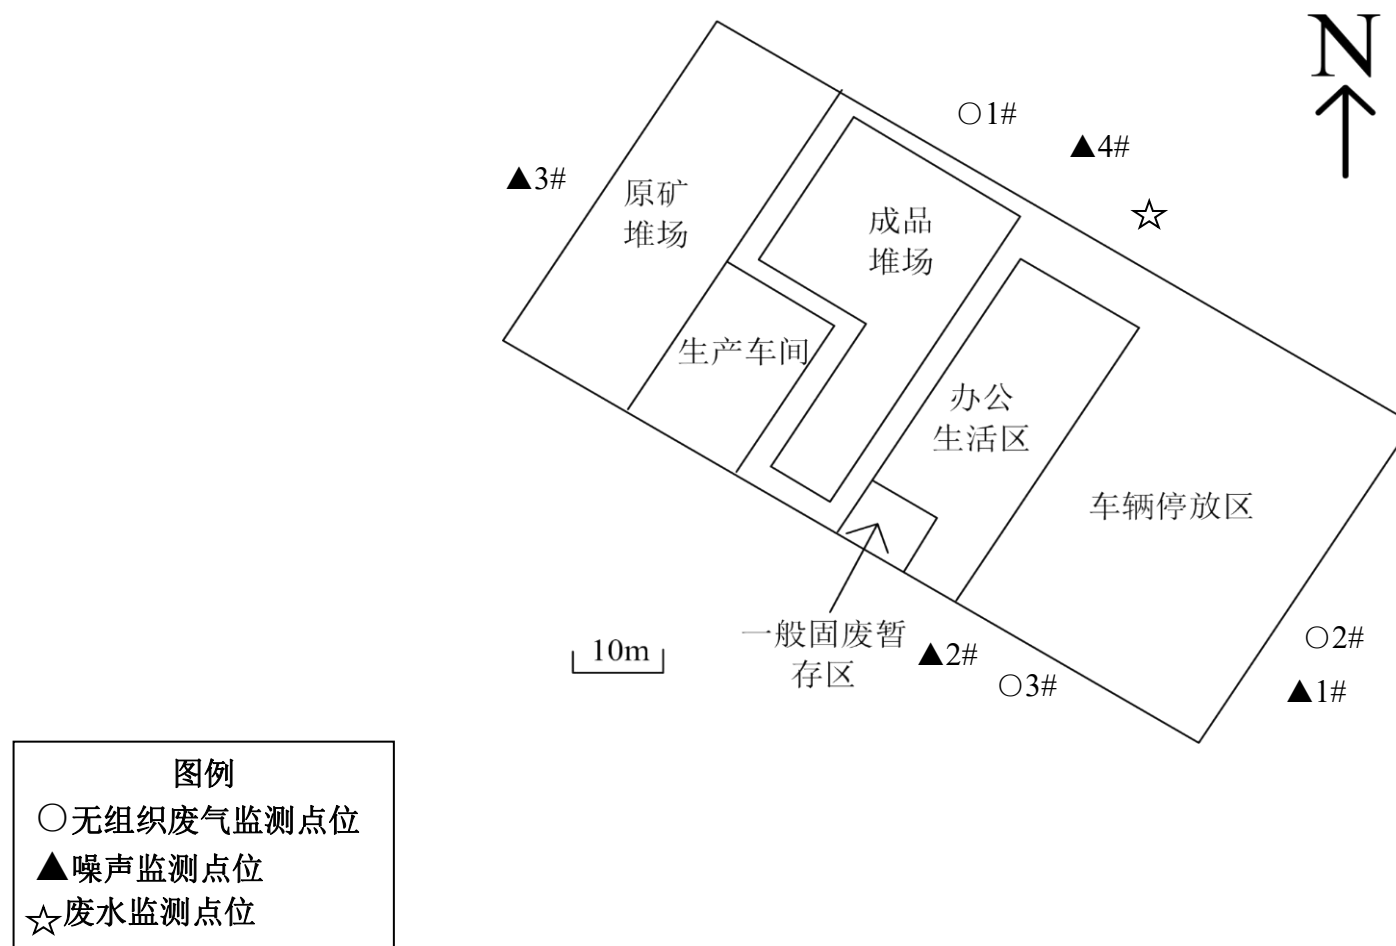 N
○1#
▲4#
▲3#
☆
原矿
堆场
成品
堆场
生产车间
办公
生活区
车辆停放区
一般固废暂
存区
10m
▲2#
○3#
○2#
▲1#
图例
○无组织废气监测点位
▲噪声监测点位
☆废水监测点位